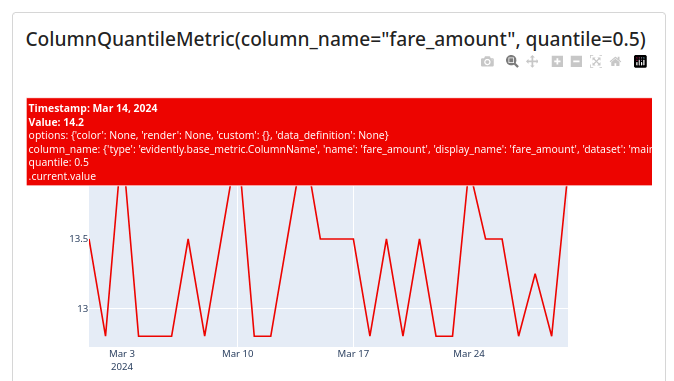 ColumnQuantileMetric(column_name="fare_amount", quantile=0.5)
Timestamp: Mar 14, 2024
Value: 14.2
options: {'color': None, 'render': None, 'custom': {}, 'data_definition': None}
column_name: {'type': 'evidently.base_metric.ColumnName', 'name': 'fare_amount', 'display_name': 'fare_amount', 'dataset': 'mai
quantile: 0.5
.current.value
13.5
13
Mar 3 Mar 10 Mar 17 Mar 24
2024